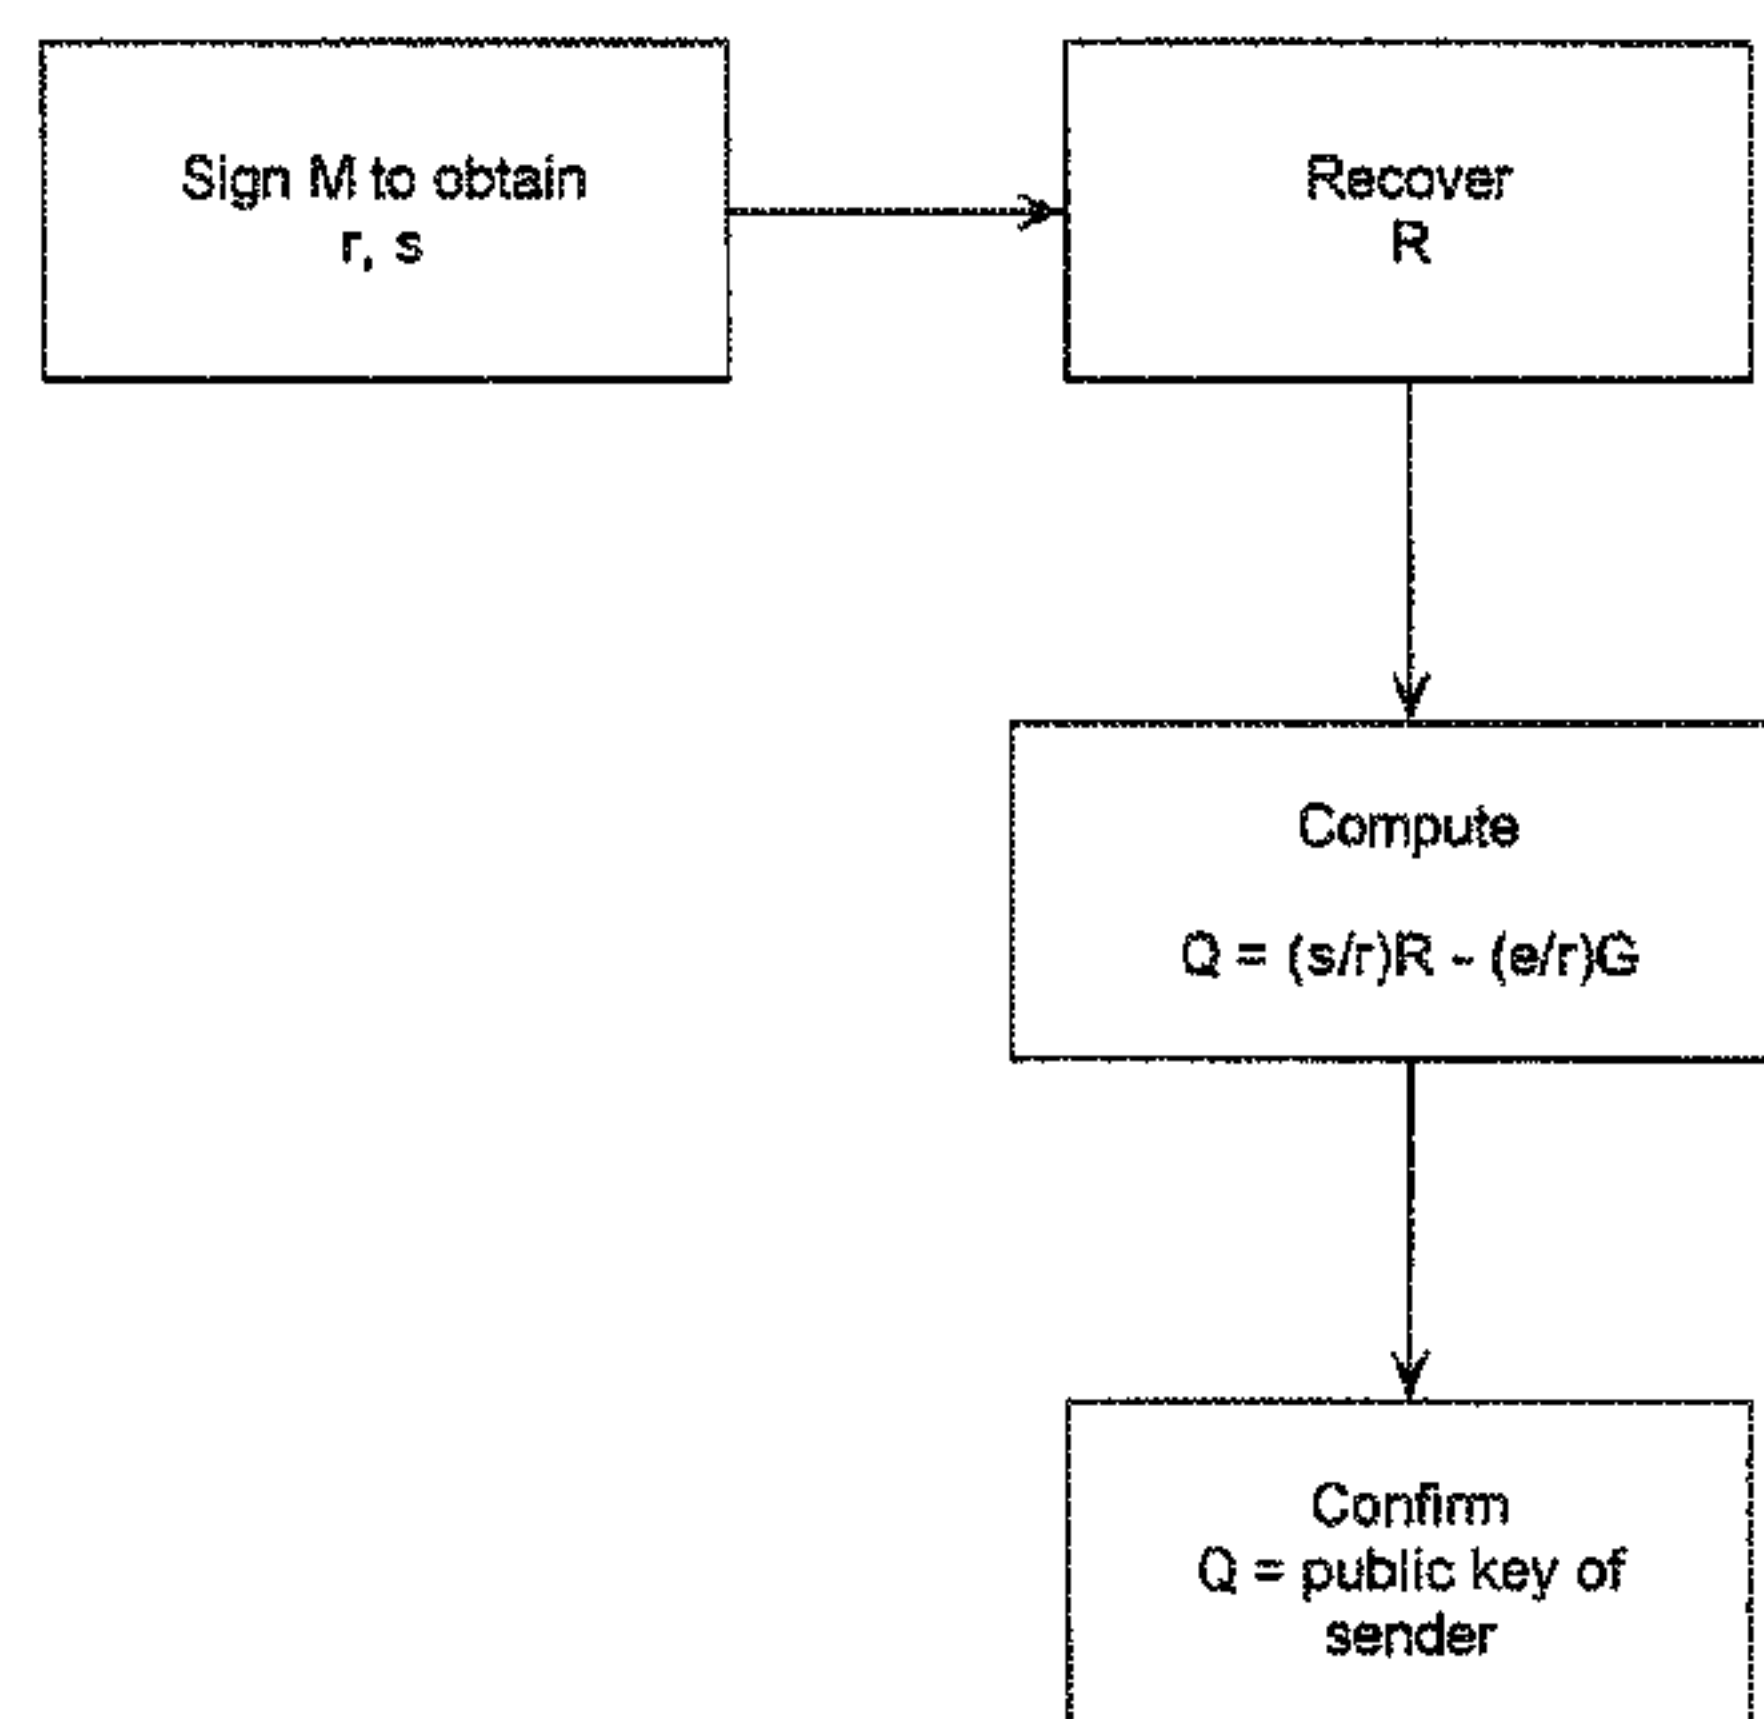 Sign M to obtain
r, s
Recover
R
Compute
Q = (s/r)R - (e/r)G
Confirm
Q = public key of
sender